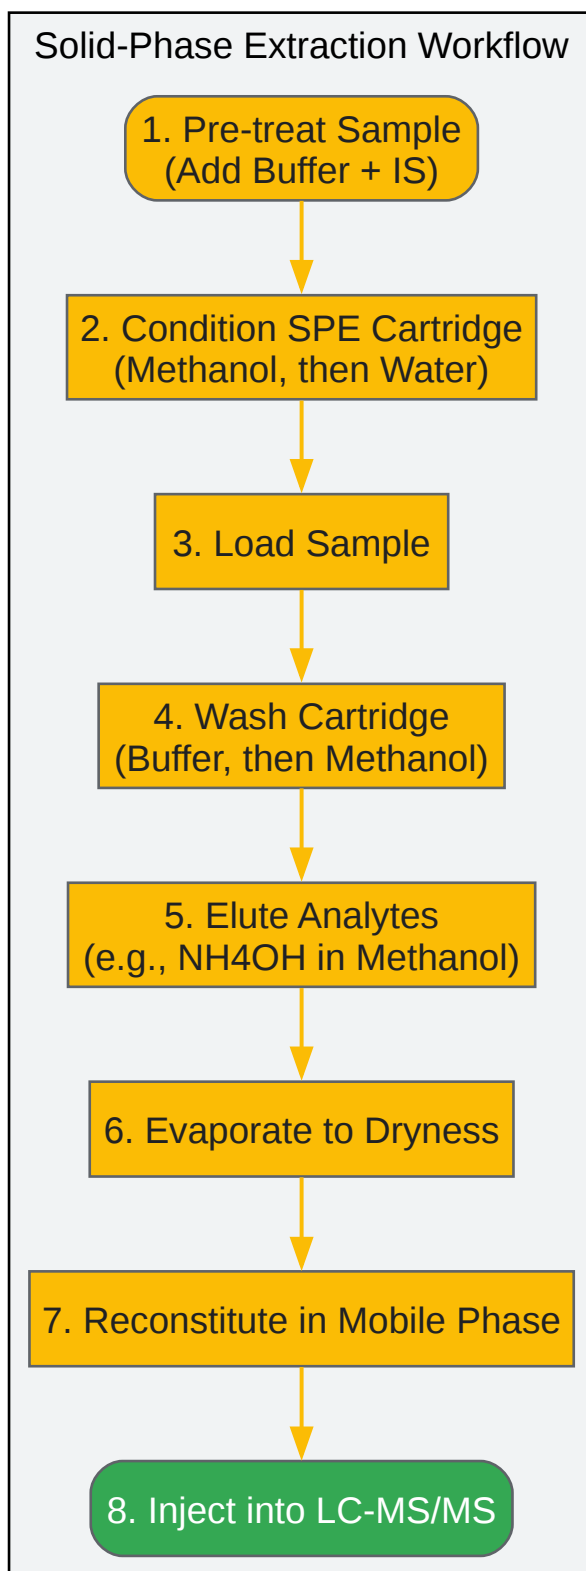 Solid-Phase Extraction Workflow
1. Pre-treat Sample
(Add Buffer + IS)
2. Condition SPE Cartridge
(Methanol, then Water)
3. Load Sample
4. Wash Cartridge
(Buffer, then Methanol)
5. Elute Analytes
(e.g., NH4OH in Methanol)
6. Evaporate to Dryness
7. Reconstitute in Mobile Phase
8. Inject into LC-MS/MS